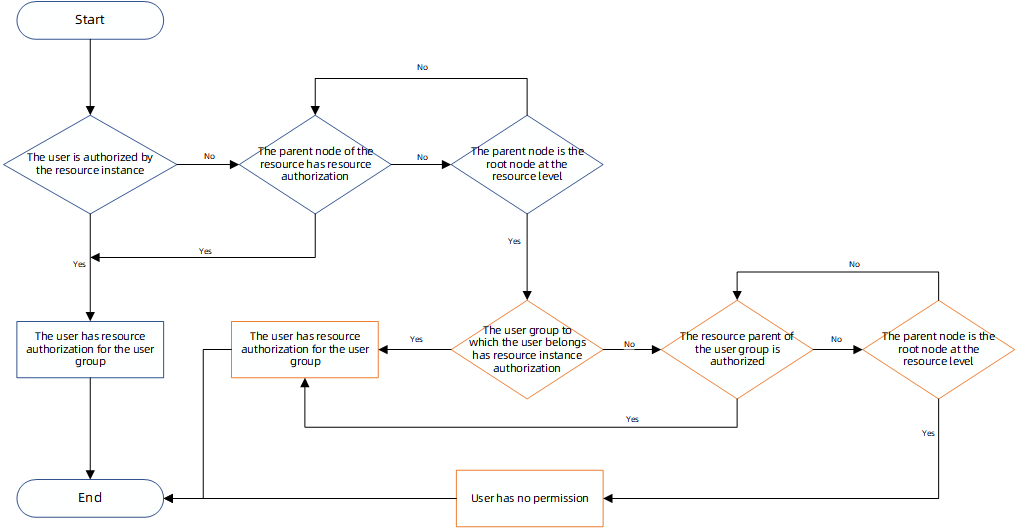 Start
No
The user is authorized by
the resource instance
No
The parent node of the
resource has resource
authorization
No
The parent node is the
root node at the
resource level
Yes
Yes
Yes
No
The user has resource
authorization for the user
group
The user has resource
authorization for the user
group
Yes
The user group to
which the user belongs
has resource instance
authorization
No
The resource parent of
the user group is
authorized
No
The parent node is the
root node at the
resource level
Yes
Yes
End
User has no permission